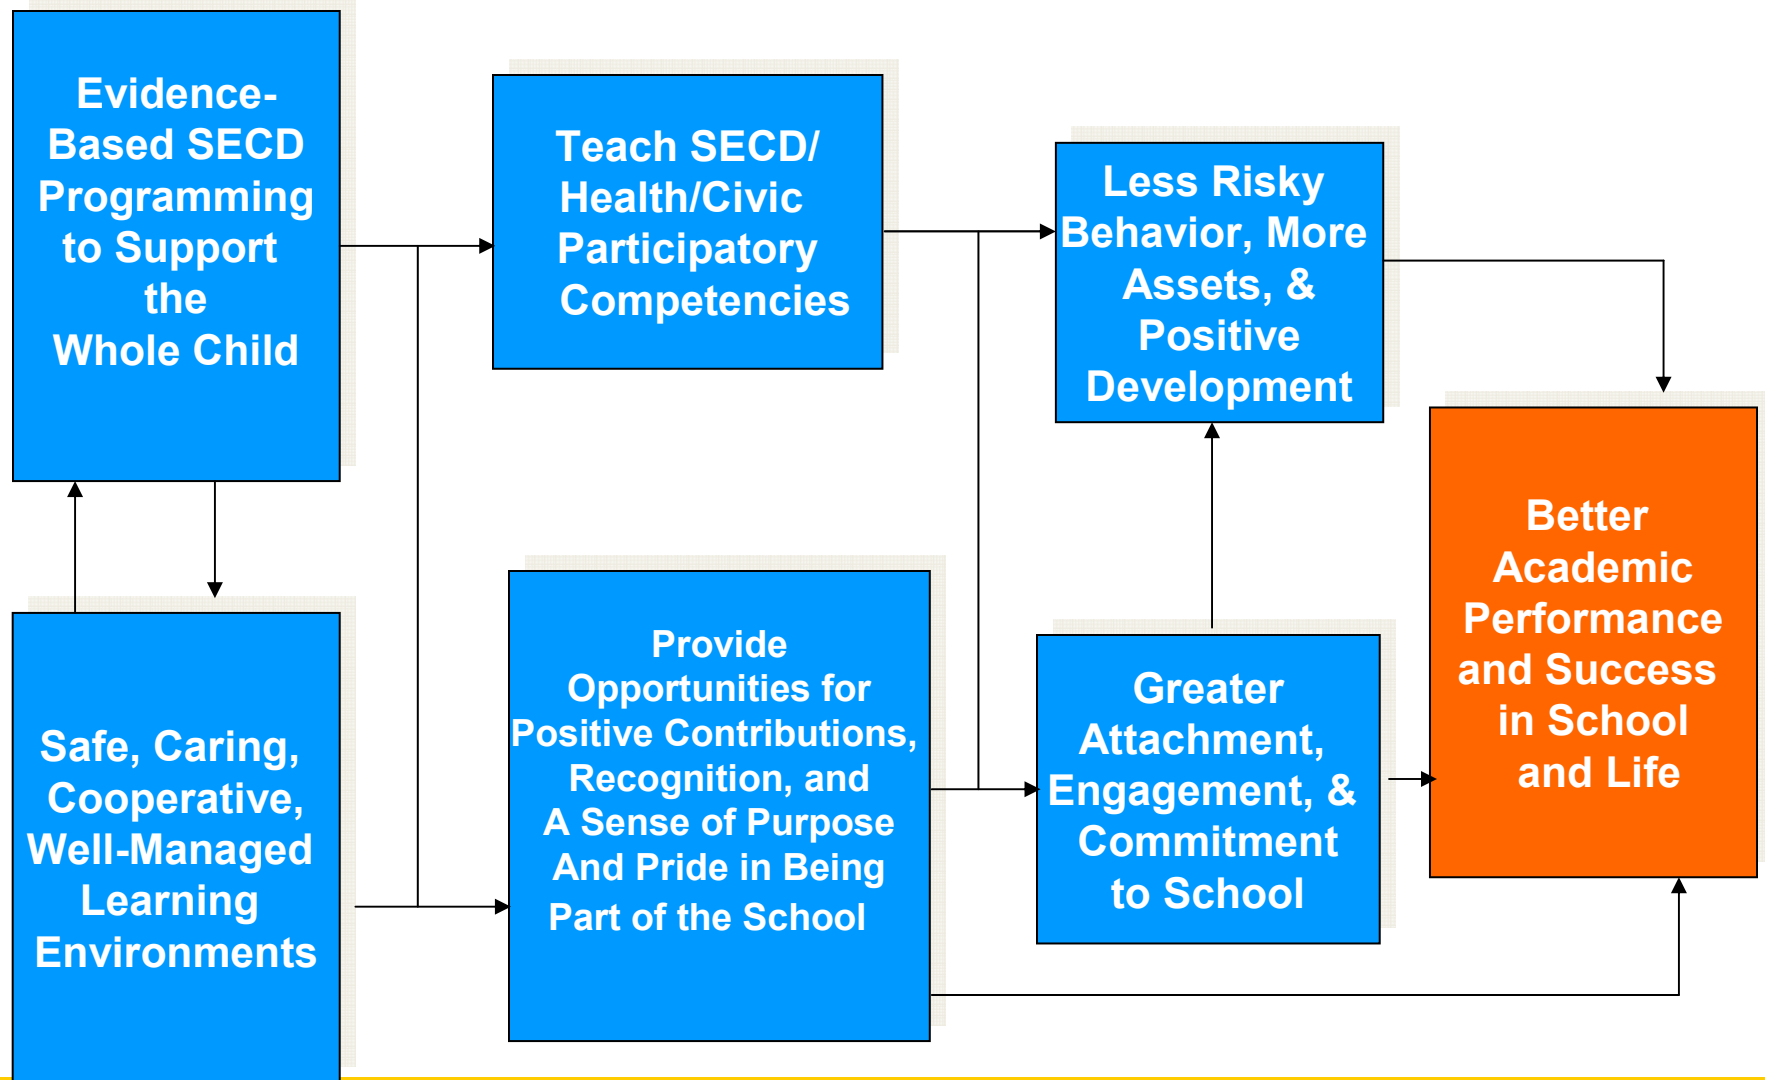 Evidence-
Based SECD
Programming
to Support
the
Whole Child
Safe, Caring,
Cooperative,
Well-Managed
Learning
Environments
Teach SECD/
Health/Civic
Participatory
Competencies
Provide
Opportunities for
Positive Contributions,
Recognition, and
A Sense of Purpose
And Pride in Being
Part of the School
Less Risky
Behavior, More
Assets, &
Positive
Development
Greater
Attachment,
Engagement, &
Commitment
to School
Better
Academic
Performance
and Success
in School
and Life